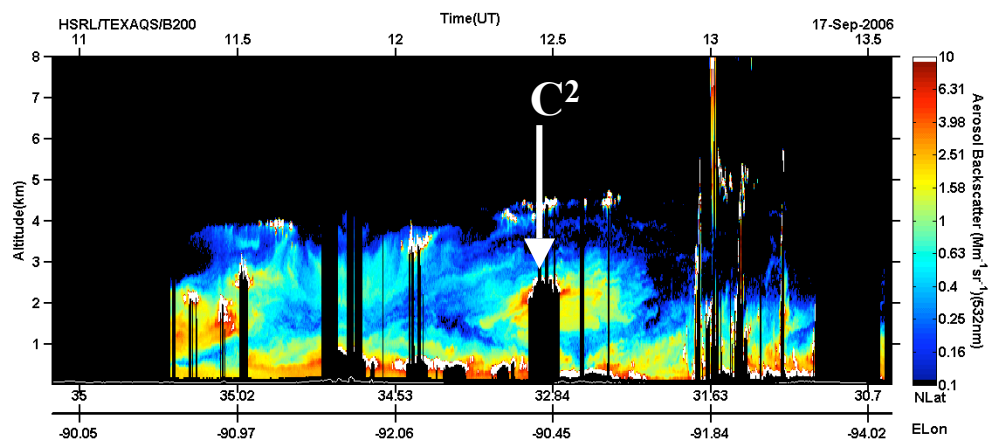 HSRL/TEXAQS/B200
Time(UT)
17-Sep-2006
11 11.5 12 12.5 13 13.5
C²
8
7
6
5
4
3
2
1
Altitude(km)
10
6.31
3.98
2.51
1.58
1
0.63
0.4
0.25
0.16
0.1
Aerosol Backscatter (Mm⁻¹ sr⁻¹)(532nm)
35 35.02 34.53 32.84 31.63 30.7 NLat
-90.05 -90.97 -92.06 -90.45 -91.84 -94.02 ELon